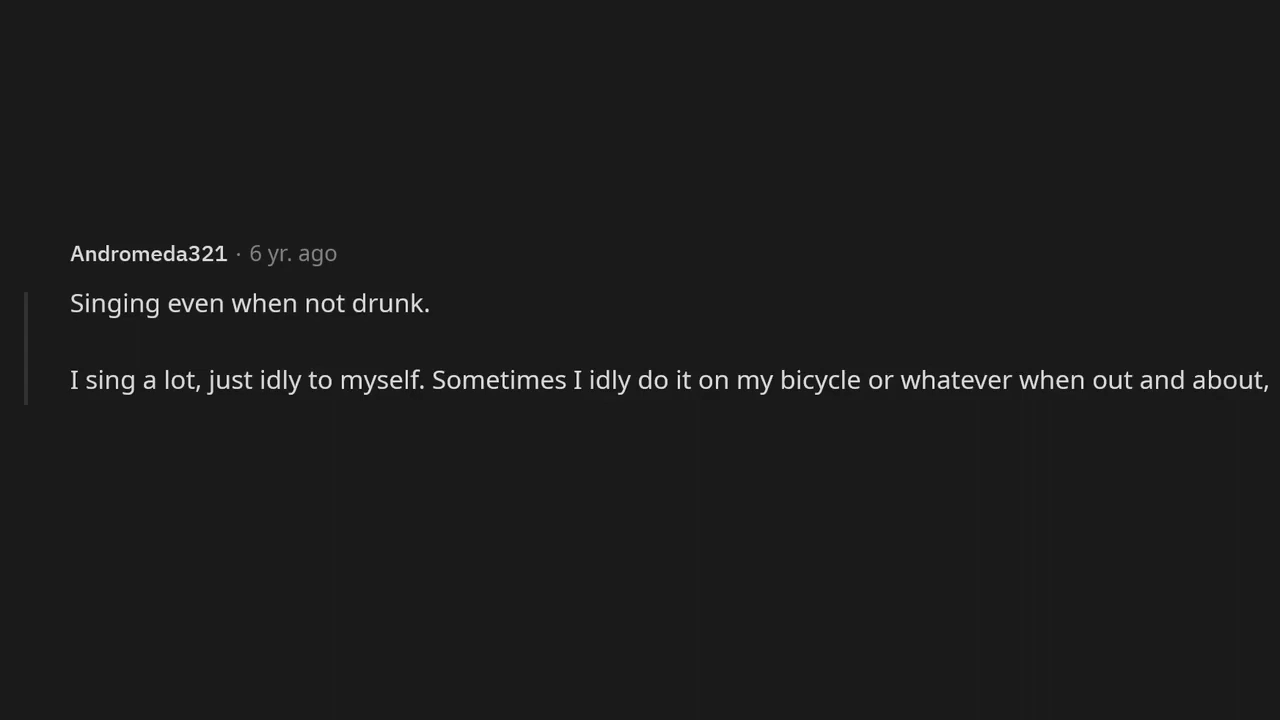 Andromeda321 · 6 yr. ago
Singing even when not drunk.
I sing a lot, just idly to myself. Sometimes I idly do it on my bicycle or whatever when out and about,